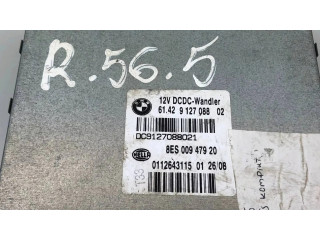 R.56.5
12V DCDC-Wandler
61.42 9 127 088 02
DC9127088021
8ES 009 479 20
HELLA
0112643115 01 26/08